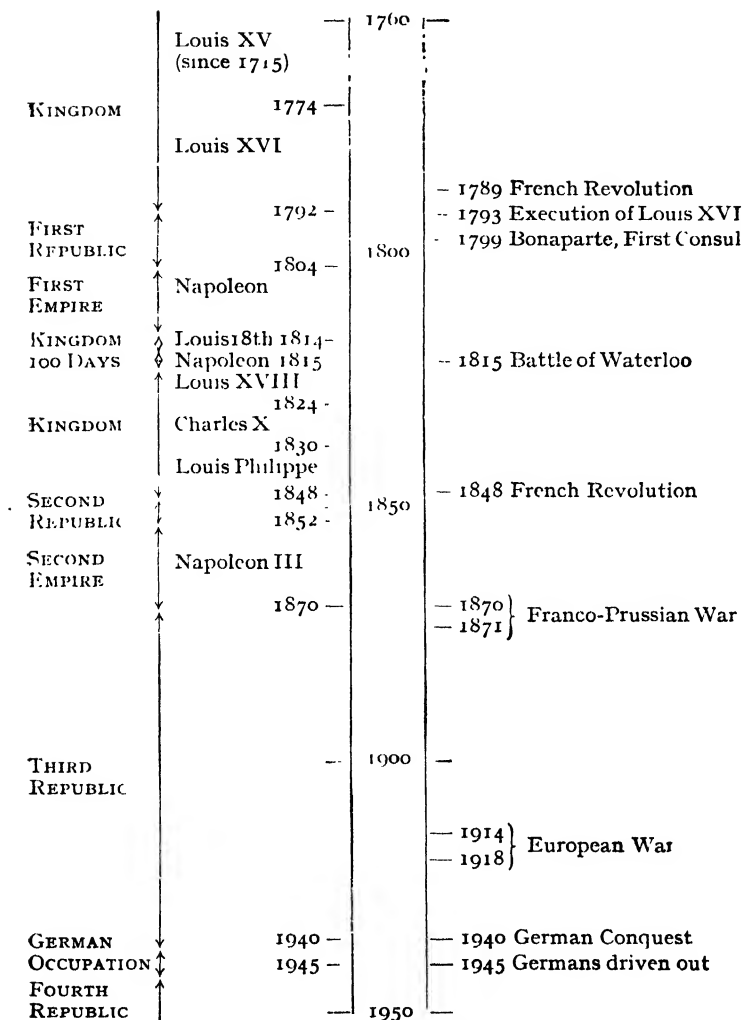 1760
Louis XV
(since 1715)
KINGDOM 1774
Louis XVI
1789 French Revolution
1792 1793 Execution of Louis XVI
FIRST
REPUBLIC 1799 Bonaparte, First Consul
1800
1804
FIRST Napoleon
EMPIRE
KINGDOM Louis18th 1814
100 DAYS Napoleon 1815 1815 Battle of Waterloo
Louis XVIII
1824
KINGDOM Charles X
1830
Louis Philippe
1848 1848 French Revolution
SECOND 1850
REPUBLIC 1852
SECOND Napoleon III
EMPIRE
1870 1870
1871 Franco-Prussian War
1900
THIRD
REPUBLIC
1914
1918 European War
GERMAN 1940 1940 German Conquest
OCCUPATION 1945 1945 Germans driven out
FOURTH
REPUBLIC 1950